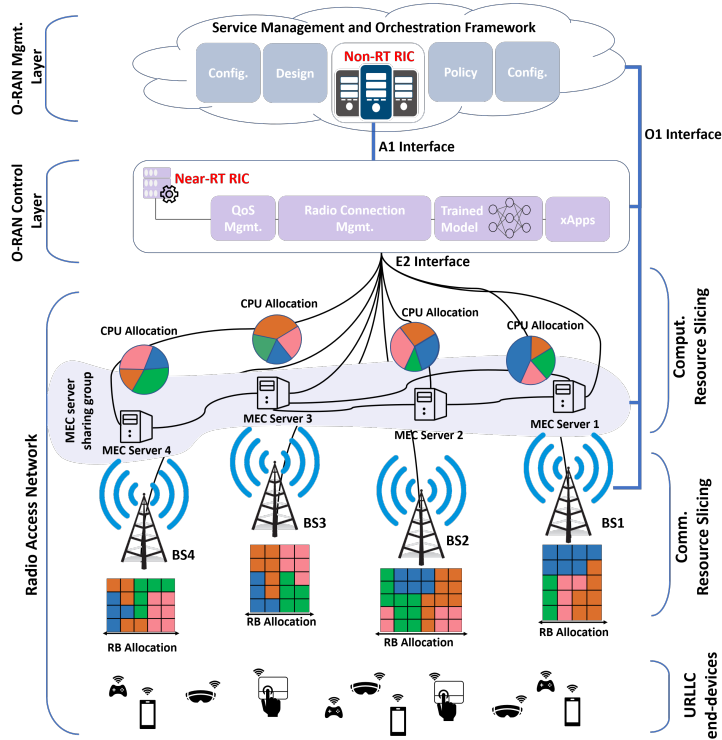 O-RAN Mgmt.
Layer
Service Management and Orchestration Framework
Config.
Design
Non-RT RIC
Policy
Config.
A1 Interface
O1 Interface
O-RAN Control
Layer
Near-RT RIC
QoS
Mgmt.
Radio Connection
Mgmt.
Trained
Model
xApps
E2 Interface
Radio Access Network
CPU Allocation
CPU Allocation
CPU Allocation
CPU Allocation
MEC server
sharing group
MEC Server 4
MEC Server 3
MEC Server 2
MEC Server 1
Comput.
Resource Slicing
BS4
BS3
BS2
BS1
Comm.
Resource Slicing
RB Allocation
RB Allocation
RB Allocation
RB Allocation
URLLC
end-devices